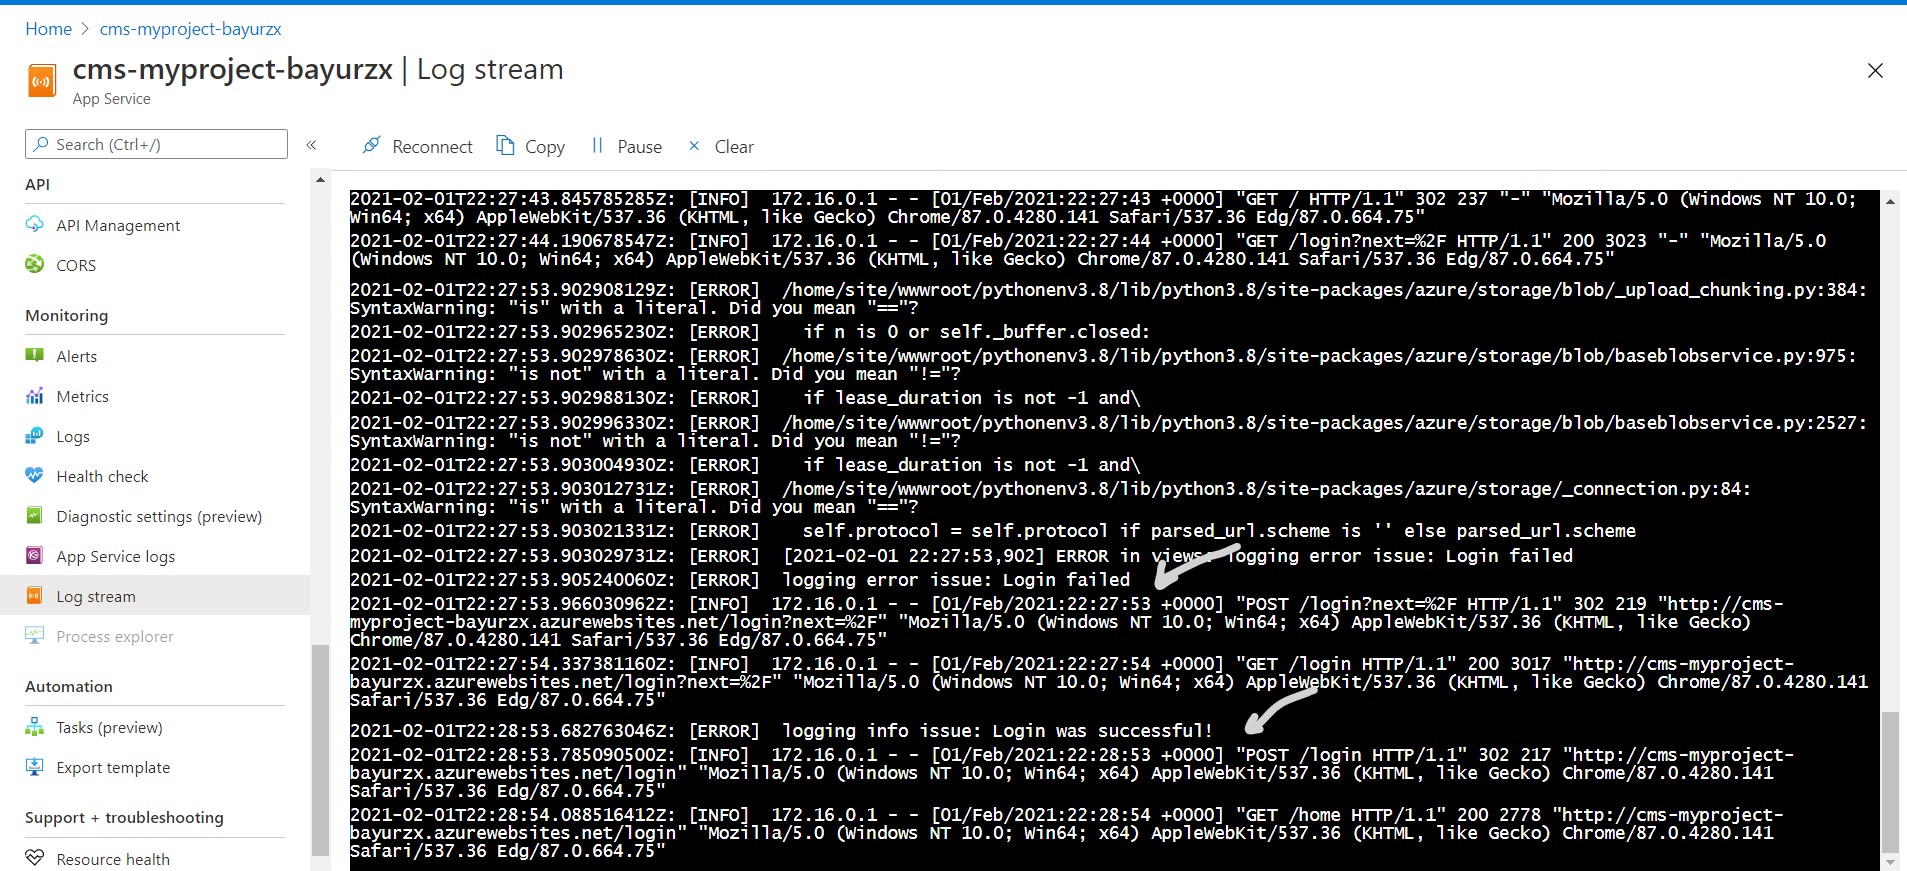 Home > cms-myproject-bayurzx
cms-myproject-bayurzx | Log stream
App Service
Search (Ctrl+/)
«
Reconnect
Copy
Pause
Clear
API
API Management
CORS
Monitoring
Alerts
Metrics
Logs
Health check
Diagnostic settings (preview)
App Service logs
Log stream
Process explorer
Automation
Tasks (preview)
Export template
Support + troubleshooting
Resource health
2021-02-01T22:27:43.845785285Z: [INFO]  172.16.0.1 - - [01/Feb/2021:22:27:43 +0000] "GET / HTTP/1.1" 302 237 "-" "Mozilla/5.0 (Windows NT 10.0;
Win64; x64) AppleWebKit/537.36 (KHTML, like Gecko) Chrome/87.0.4280.141 Safari/537.36 Edg/87.0.664.75"
2021-02-01T22:27:44.190678547Z: [INFO]  172.16.0.1 - - [01/Feb/2021:22:27:44 +0000] "GET /login?next=%2F HTTP/1.1" 200 3023 "-" "Mozilla/5.0
(Windows NT 10.0; Win64; x64) AppleWebKit/537.36 (KHTML, like Gecko) Chrome/87.0.4280.141 Safari/537.36 Edg/87.0.664.75"
2021-02-01T22:27:53.902908129Z: [ERROR]  /home/site/wwwroot/pythonenv3.8/lib/python3.8/site-packages/azure/storage/blob/_upload_chunking.py:384:
SyntaxWarning: "is" with a literal. Did you mean "=="?
2021-02-01T22:27:53.902965230Z: [ERROR]    if n is 0 or self._buffer.closed:
2021-02-01T22:27:53.902978630Z: [ERROR]  /home/site/wwwroot/pythonenv3.8/lib/python3.8/site-packages/azure/storage/blob/baseblobservice.py:975:
SyntaxWarning: "is not" with a literal. Did you mean "!="?
2021-02-01T22:27:53.902988130Z: [ERROR]    if lease_duration is not -1 and\
2021-02-01T22:27:53.902996330Z: [ERROR]  /home/site/wwwroot/pythonenv3.8/lib/python3.8/site-packages/azure/storage/blob/baseblobservice.py:2527:
SyntaxWarning: "is not" with a literal. Did you mean "!="?
2021-02-01T22:27:53.903004930Z: [ERROR]    if lease_duration is not -1 and\
2021-02-01T22:27:53.903012731Z: [ERROR]  /home/site/wwwroot/pythonenv3.8/lib/python3.8/site-packages/azure/storage/_connection.py:84:
SyntaxWarning: "is" with a literal. Did you mean "=="?
2021-02-01T22:27:53.903021331Z: [ERROR]    self.protocol = self.protocol if parsed_url.scheme is '' else parsed_url.scheme
2021-02-01T22:27:53.903029731Z: [ERROR]  [2021-02-01 22:27:53,902] ERROR in views: logging error issue: Login failed
2021-02-01T22:27:53.905240060Z: [ERROR]  logging error issue: Login failed
2021-02-01T22:27:53.966030962Z: [INFO]  172.16.0.1 - - [01/Feb/2021:22:27:53 +0000] "POST /login?next=%2F HTTP/1.1" 302 219 "http://cms-
myproject-bayurzx.azurewebsites.net/login?next=%2F" "Mozilla/5.0 (Windows NT 10.0; Win64; x64) AppleWebKit/537.36 (KHTML, like Gecko)
Chrome/87.0.4280.141 Safari/537.36 Edg/87.0.664.75"
2021-02-01T22:27:54.337381160Z: [INFO]  172.16.0.1 - - [01/Feb/2021:22:27:54 +0000] "GET /login HTTP/1.1" 200 3017 "http://cms-myproject-
bayurzx.azurewebsites.net/login?next=%2F" "Mozilla/5.0 (Windows NT 10.0; Win64; x64) AppleWebKit/537.36 (KHTML, like Gecko) Chrome/87.0.4280.141
Safari/537.36 Edg/87.0.664.75"
2021-02-01T22:28:53.682763046Z: [ERROR]  logging info issue: Login was successful!
2021-02-01T22:28:53.785090500Z: [INFO]  172.16.0.1 - - [01/Feb/2021:22:28:53 +0000] "POST /login HTTP/1.1" 302 217 "http://cms-myproject-
bayurzx.azurewebsites.net/login" "Mozilla/5.0 (Windows NT 10.0; Win64; x64) AppleWebKit/537.36 (KHTML, like Gecko) Chrome/87.0.4280.141
Safari/537.36 Edg/87.0.664.75"
2021-02-01T22:28:54.088516412Z: [INFO]  172.16.0.1 - - [01/Feb/2021:22:28:54 +0000] "GET /home HTTP/1.1" 200 2778 "http://cms-myproject-
bayurzx.azurewebsites.net/login" "Mozilla/5.0 (Windows NT 10.0; Win64; x64) AppleWebKit/537.36 (KHTML, like Gecko) Chrome/87.0.4280.141
Safari/537.36 Edg/87.0.664.75"